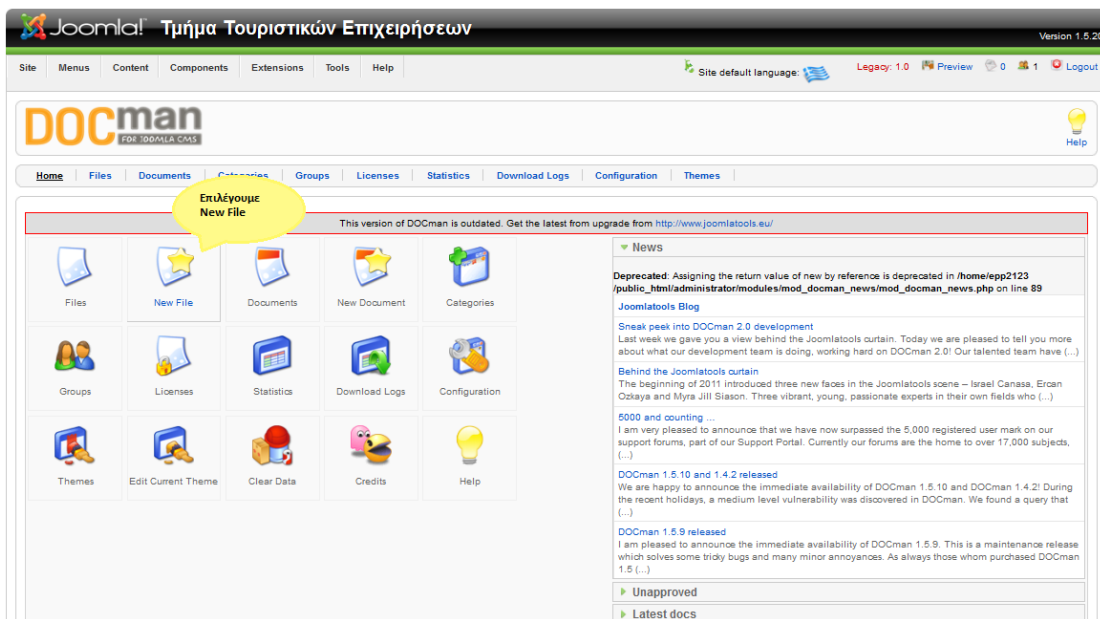 Joomla! Τμήμα Τουριστικών Επιχειρήσεων
Version 1.5.20
Site Menus Content Components Extensions Tools Help
Site default language:
Legacy: 1.0 Preview 0 1 Logout
DOCman
FOR JOOMLA CMS
Help
Home Files Documents Categories Groups Licenses Statistics Download Logs Configuration Themes
Επιλέγουμε
New File
This version of DOCman is outdated. Get the latest from upgrade from http://www.joomlatools.eu/
Files New File Documents New Document Categories
Groups Licenses Statistics Download Logs Configuration
Themes Edit Current Theme Clear Data Credits Help
News
Deprecated: Assigning the return value of new by reference is deprecated in /home/epp2123
/public_html/administrator/modules/mod_docman_news/mod_docman_news.php on line 89
Joomlatools Blog
Sneak peek into DOCman 2.0 development
Last week we gave you a view behind the Joomlatools curtain. Today we are pleased to tell you more
about what our development team is doing, working hard on DOCman 2.0! Our talented team have (...)
Behind the Joomlatools curtain
The beginning of 2011 introduced three new faces in the Joomlatools scene – Israel Canasa, Ercan
Ozkaya and Myra Jill Siason. Three vibrant, young, passionate experts in their own fields who (...)
5000 and counting ...
I am very pleased to announce that we have now surpassed the 5,000 registered user mark on our
support forums, part of our Support Portal. Currently our forums are the home to over 17,000 subjects,
(...)
DOCman 1.5.10 and 1.4.2 released
We are happy to announce the immediate availability of DOCman 1.5.10 and DOCman 1.4.2! During
the recent holidays, a medium level vulnerability was discovered in DOCman. We found a query that
(...)
DOCman 1.5.9 released
I am pleased to announce the immediate availability of DOCman 1.5.9. This is a maintenance release
which solves some tricky bugs and many minor annoyances. As always those whom purchased DOCman
1.5 (...)
Unapproved
Latest docs